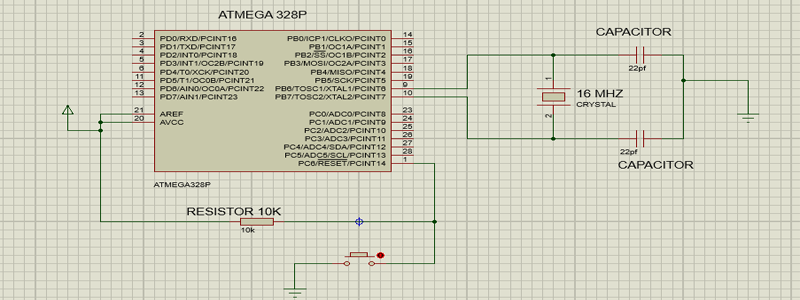 ATMEGA 328P
CAPACITOR
22pf
2 PD0/RXD/PCINT16 PB0/ICP1/CLKO/PCINT0 14
3 PD1/TXD/PCINT17 PB1/OC1A/PCINT1 15
4 PD2/INT0/PCINT18 PB2/SS/OC1B/PCINT2 16
5 PD3/INT1/OC2B/PCINT19 PB3/MOSI/OC2A/PCINT3 17
6 PD4/T0/XCK/PCINT20 PB4/MISO/PCINT4 18
11 PD5/T1/OC0B/PCINT21 PB5/SCK/PCINT5 19
12 PD6/AIN0/OC0A/PCINT22 PB6/TOSC1/XTAL1/PCINT6 9
13 PD7/AIN1/PCINT23 PB7/TOSC2/XTAL2/PCINT7 10
1
16 MHZ
CRYSTAL
2
21 AREF PC0/ADC0/PCINT8 23
20 AVCC PC1/ADC1/PCINT9 24
PC2/ADC2/PCINT10 25
PC3/ADC3/PCINT11 26
PC4/ADC4/SDA/PCINT12 27
PC5/ADC5/SCL/PCINT13 28
PC6/RESET/PCINT14 1
22pf
CAPACITOR
ATMEGA328P
RESISTOR 10K
10k